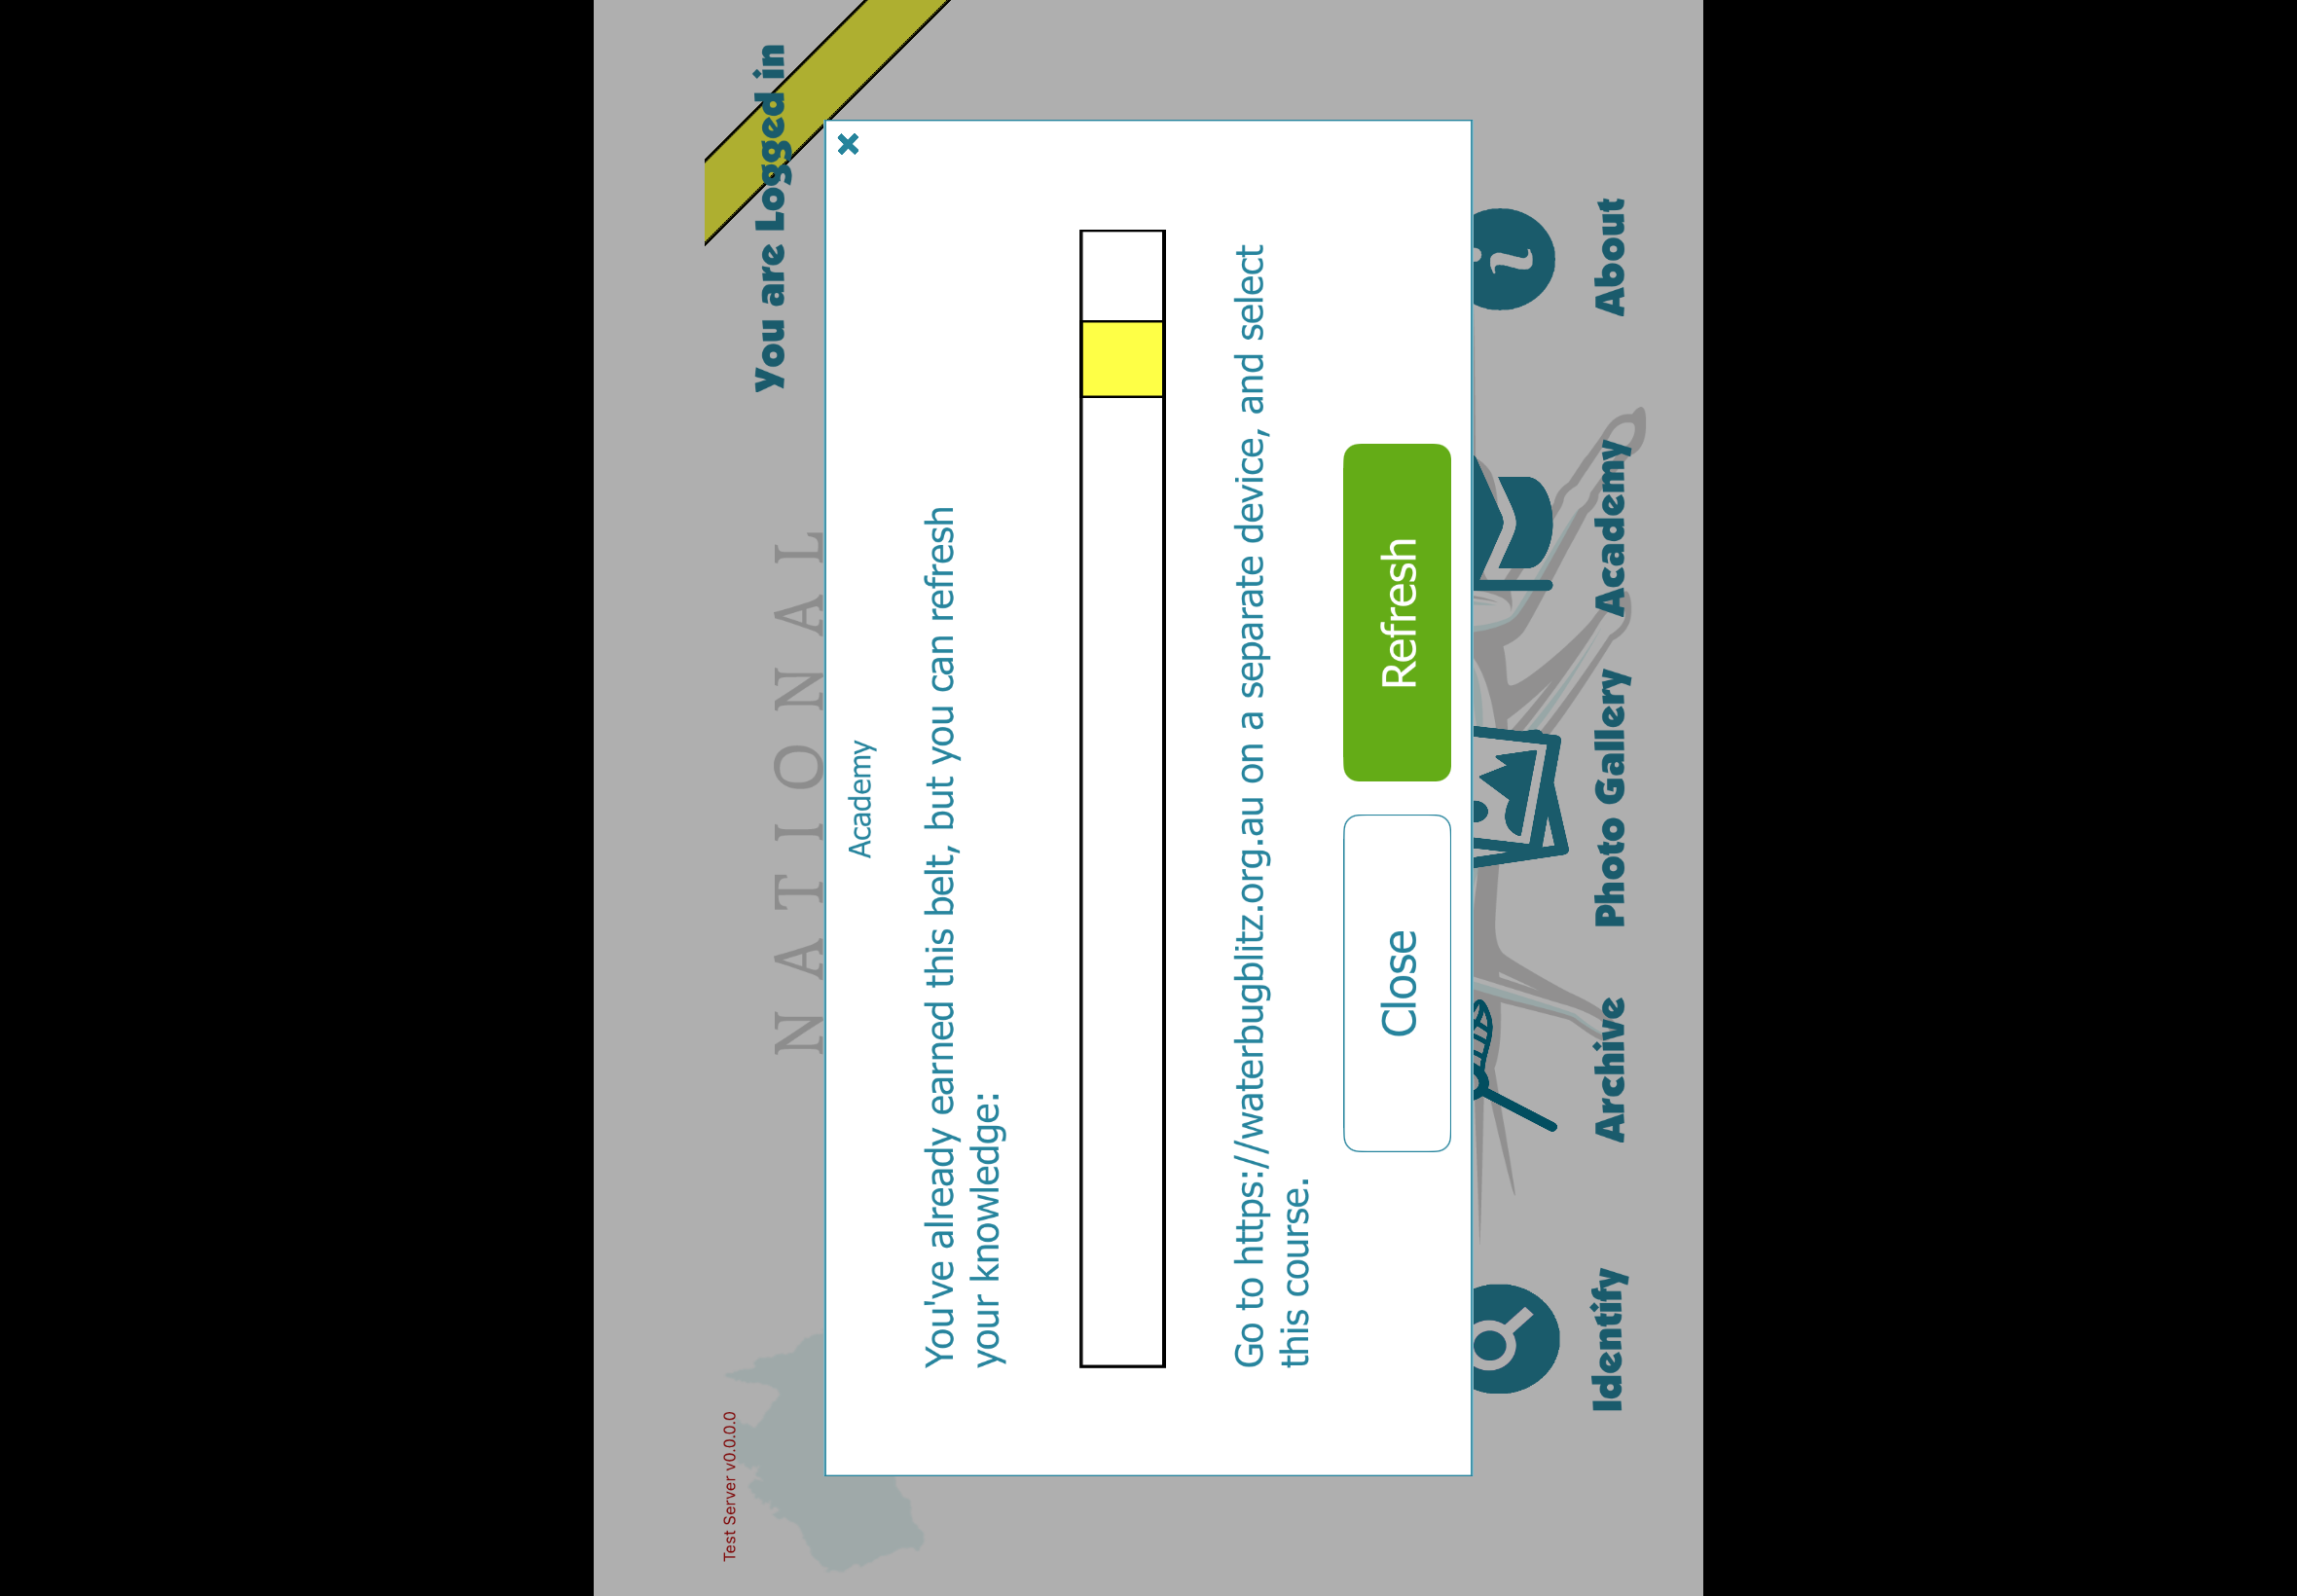 Test Server v0.0.0.0
You are Logged in
NATIONAL
Academy
You've already earned this belt, but you can refresh
your knowledge:
Go to https://waterbugblitz.org.au on a separate device, and select
this course.
Close
Refresh
Identify
Archive
Photo Gallery
Academy
About